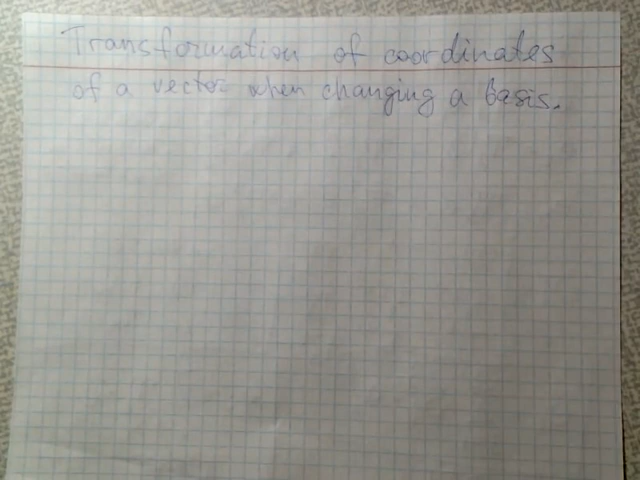 Transformation of coordinates
of a vector when changing a basis.